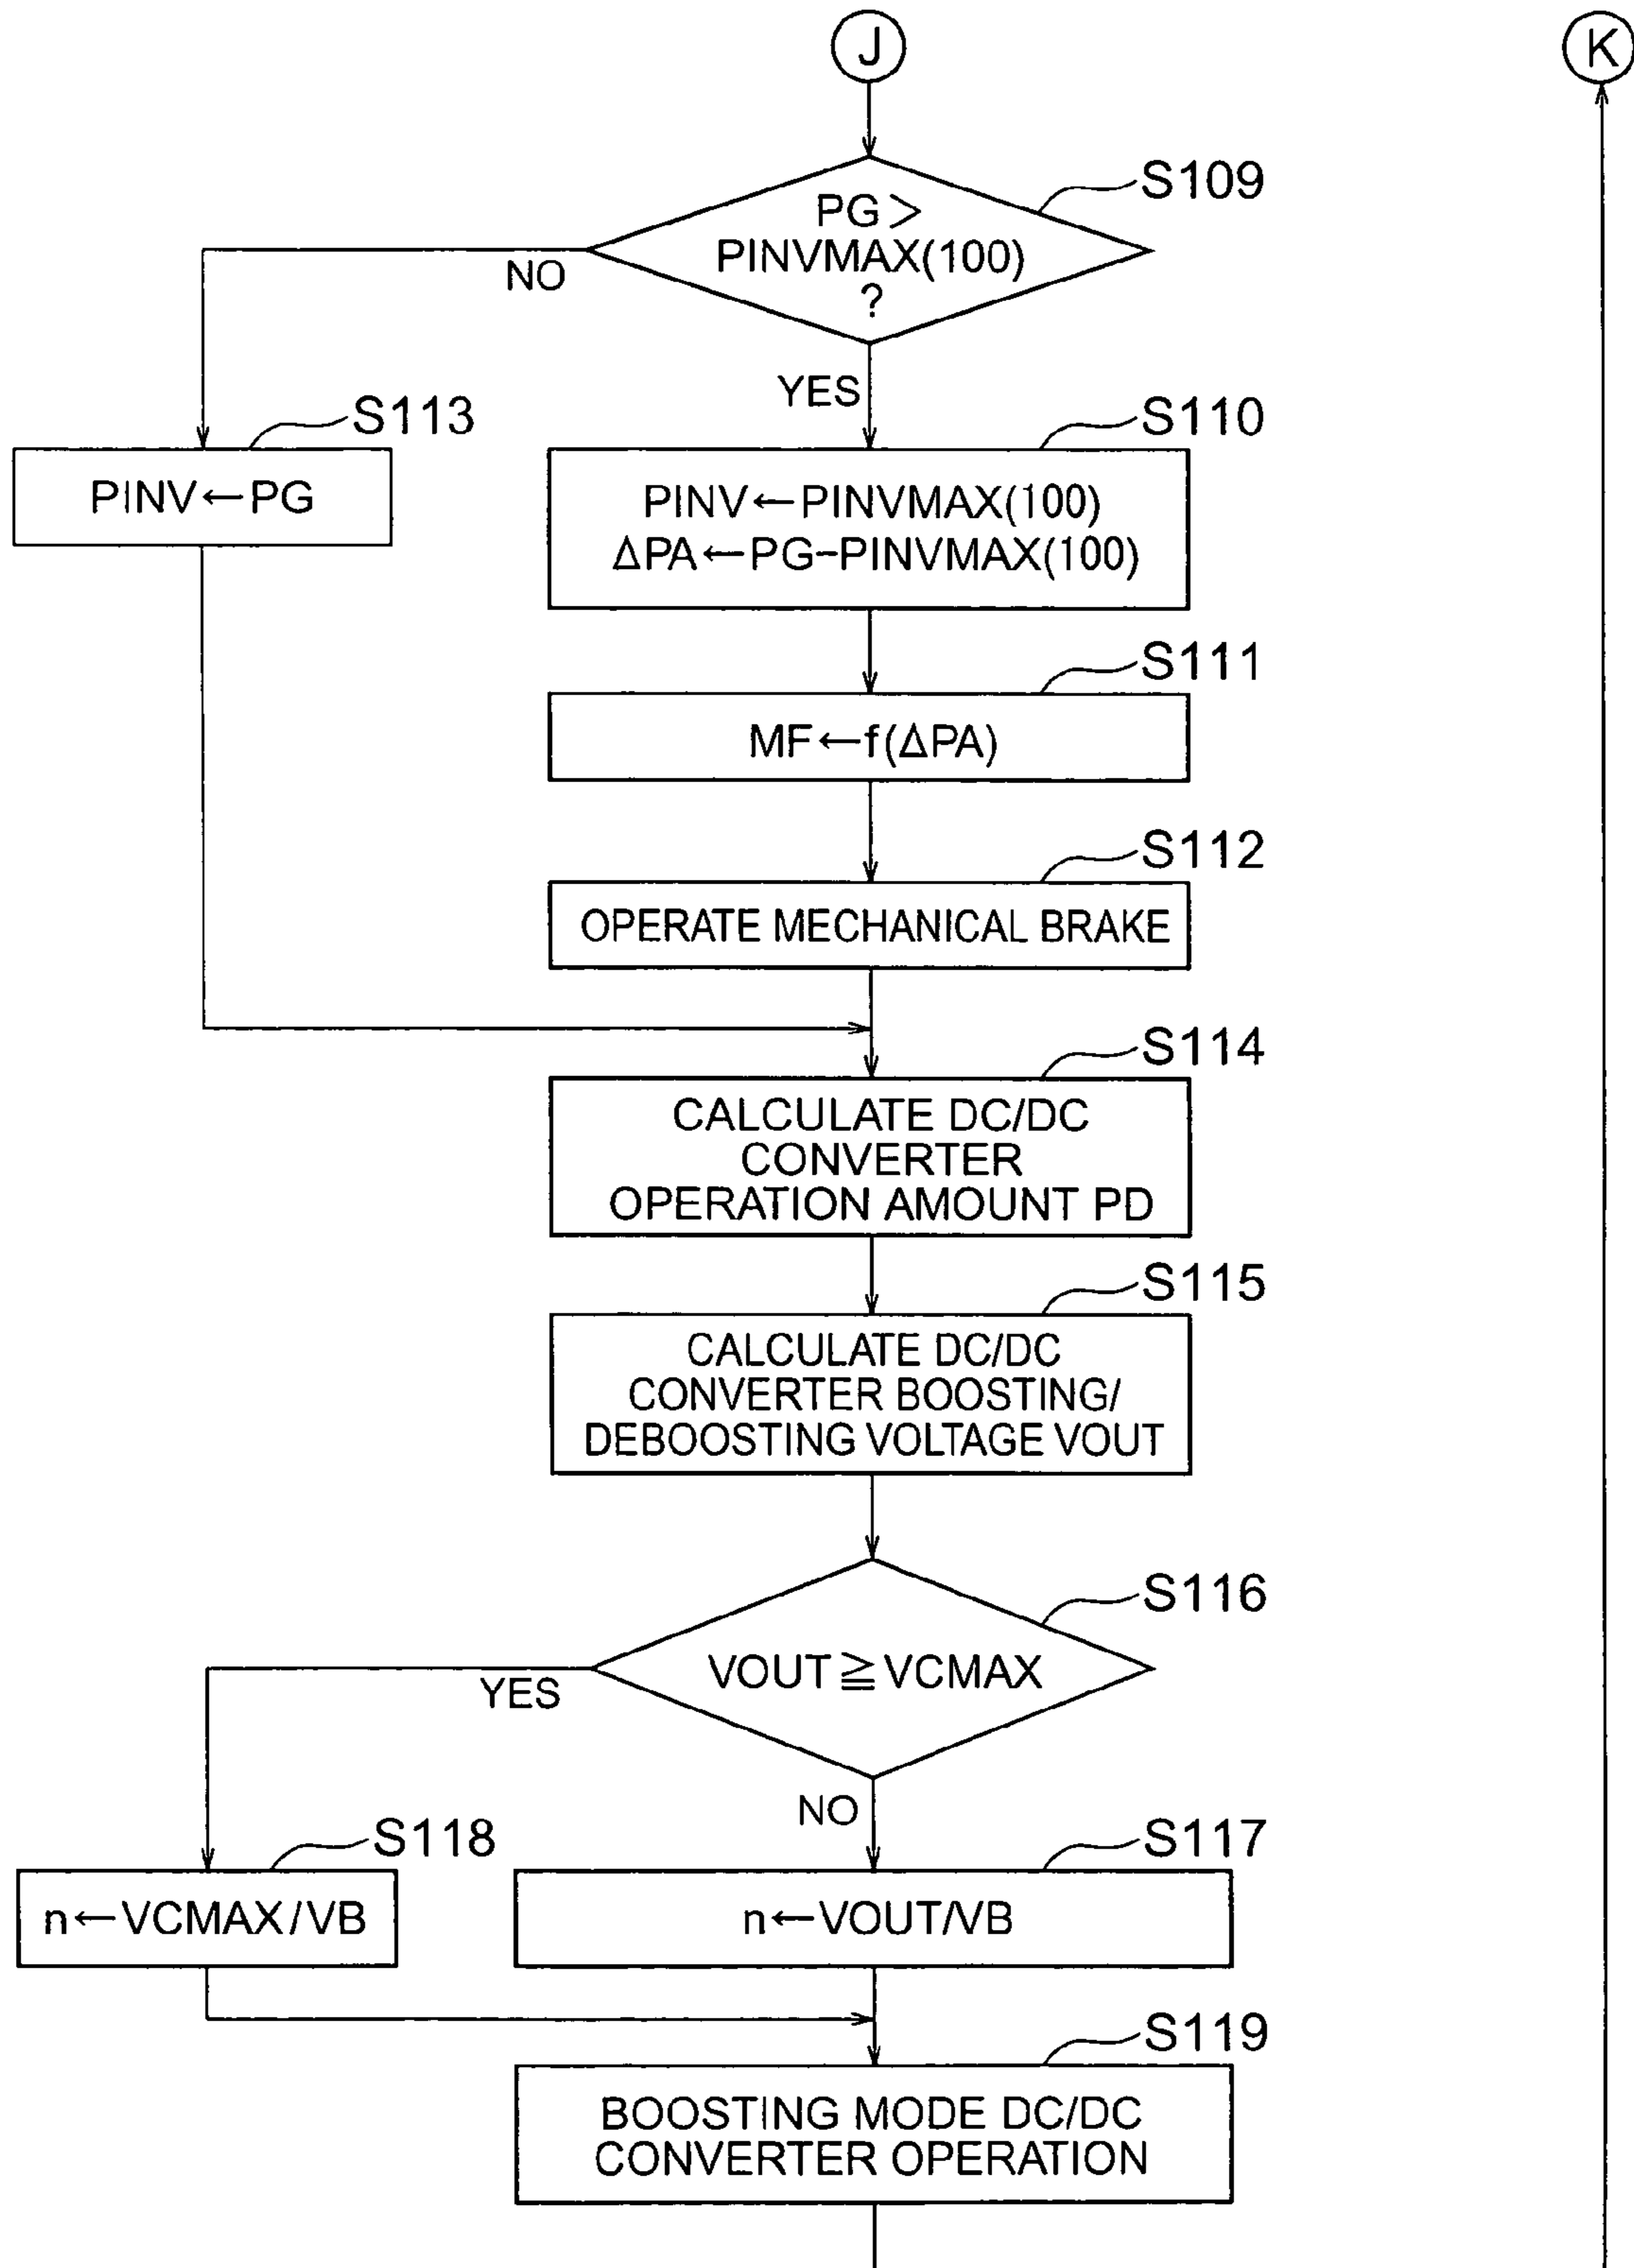 J
K
S109
PG >
PINVMAX(100)
?
NO
YES
S113
PINV←PG
S110
PINV←PINVMAX(100)
ΔPA←PG-PINVMAX(100)
S111
MF←f(ΔPA)
S112
OPERATE MECHANICAL BRAKE
S114
CALCULATE DC/DC
CONVERTER
OPERATION AMOUNT PD
S115
CALCULATE DC/DC
CONVERTER BOOSTING/
DEBOOSTING VOLTAGE VOUT
S116
VOUT≧VCMAX
YES
NO
S118
n←VCMAX/VB
S117
n←VOUT/VB
S119
BOOSTING MODE DC/DC
CONVERTER OPERATION